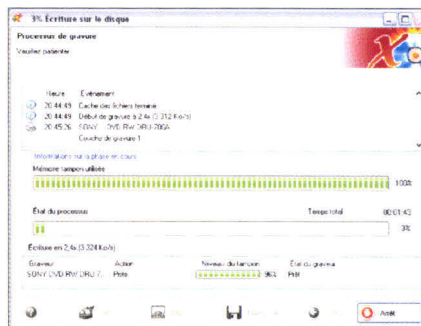 3% Écriture sur le disque
Processus de gravure
Veuillez patienter
Heure Evénement
20:44:49 Cache des fichiers terminé
20:44:49 Début de gravure à 2,4x (3 312 Ko/s)
20:45:26 SONY DVD RW DRU-700A
Couche de gravure 1
Informations sur la phase en cours
Mémoire tampon utilisée
100%
État du processus Temps total 00:01:43
3%
Écriture en 2,4x (3 324 Ko/s)
Graveur Action Niveau du tampon État du graveur
SONY DVD RW DRU-7. Piste 96% Prêt
Arrêt